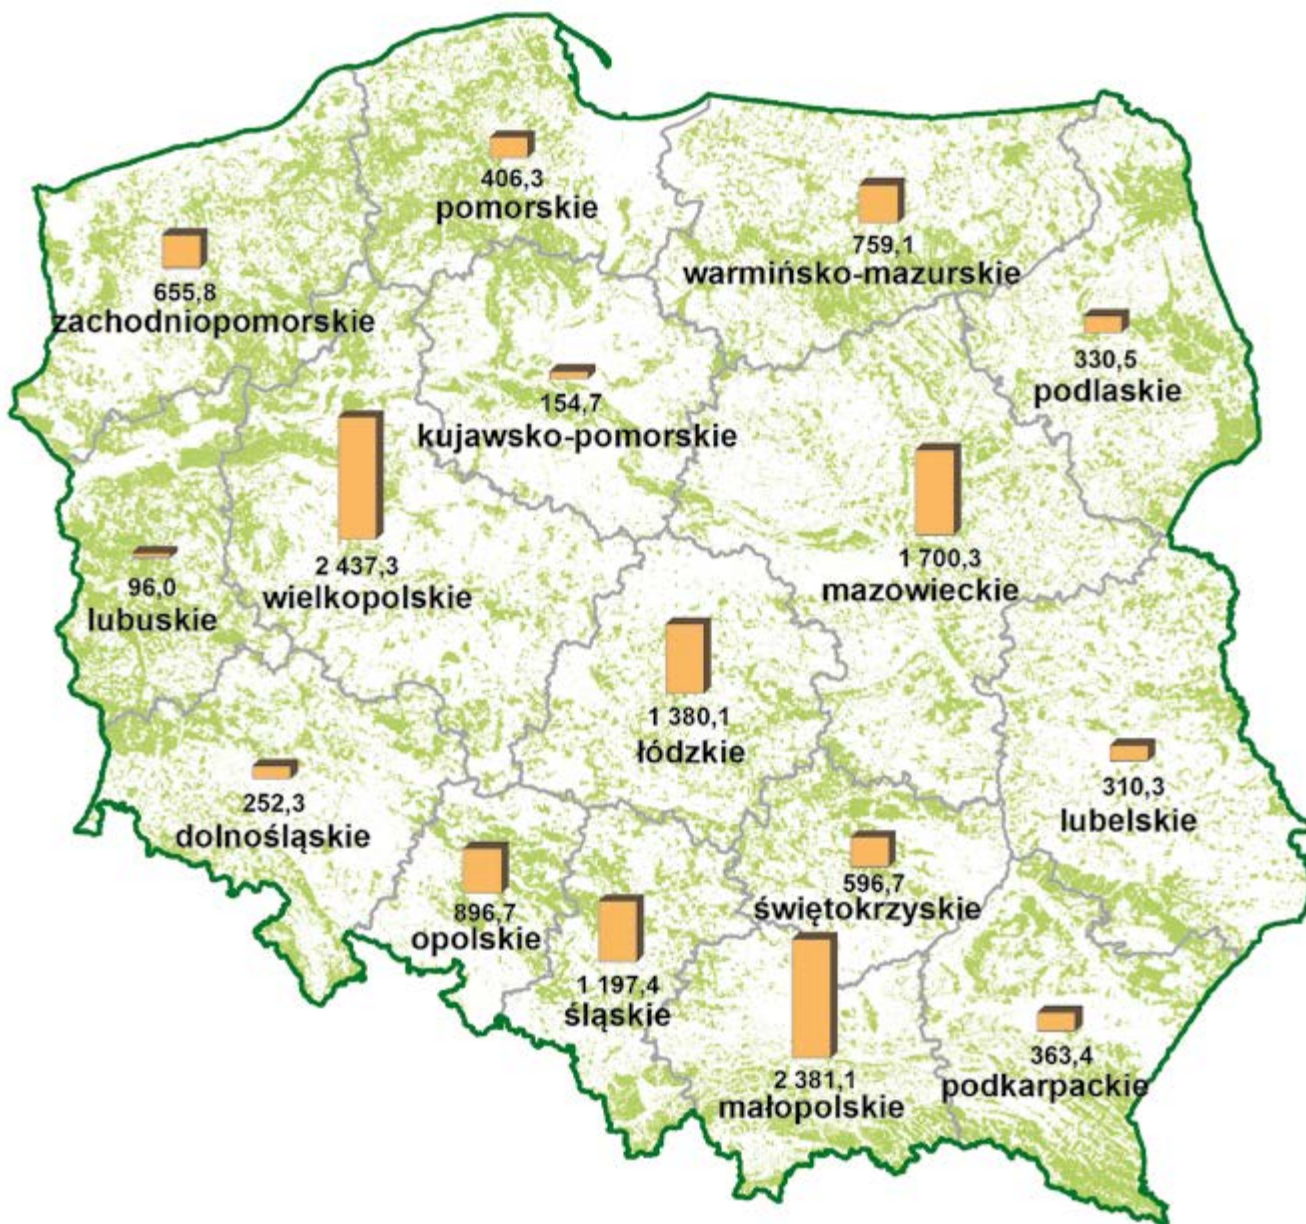 406,3
pomorskie
759,1
warmińsko-mazurskie
655,8
zachodniopomorskie
330,5
podlaskie
154,7
kujawsko-pomorskie
2 437,3
wielkopolskie
1 700,3
mazowieckie
96,0
lubuskie
1 380,1
łódzkie
310,3
lubelskie
252,3
dolnośląskie
596,7
świętokrzyskie
896,7
opolskie
1 197,4
śląskie
363,4
podkarpackie
2 381,1
małopolskie